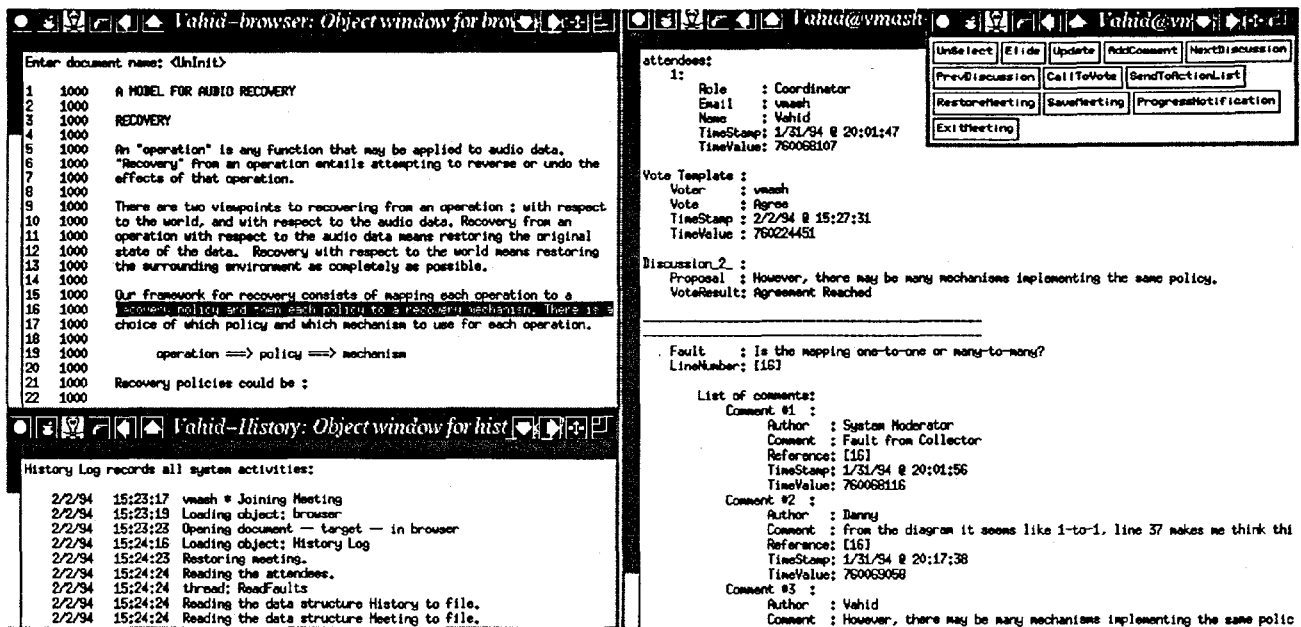 Vahid-browser: Object window for brow
Enter document name: <UnInit>
1 1000 A MODEL FOR AUDIO RECOVERY
2 1000
3 1000 RECOVERY
4 1000
5 1000 An "operation" is any function that may be applied to audio data.
6 1000 "Recovery" from an operation entails attempting to reverse or undo the
7 1000 effects of that operation.
8 1000
9 1000 There are two viewpoints to recovering from an operation ; with respect
10 1000 to the world, and with respect to the audio data. Recovery from an
11 1000 operation with respect to the audio data means restoring the original
12 1000 state of the data. Recovery with respect to the world means restoring
13 1000 the surrounding environment as completely as possible.
14 1000
15 1000 Our framework for recovery consists of mapping each operation to a
16 1000 recovery policy and then each policy to a recovery mechanism. There is a
17 1000 choice of which policy and which mechanism to use for each operation.
18 1000
19 1000 operation ==> policy ==> mechanism
20 1000
21 1000 Recovery policies could be :
22 1000
Vahid-History: Object window for hist
History Log records all system activities:
2/2/94 15:23:17 vmash * Joining Meeting
2/2/94 15:23:19 Loading object: browser
2/2/94 15:23:23 Opening document — target — in browser
2/2/94 15:24:16 Loading object: History Log
2/2/94 15:24:23 Restoring meeting.
2/2/94 15:24:24 Reading the attendees.
2/2/94 15:24:24 thread: ReadFaults
2/2/94 15:24:24 Reading the data structure History to file.
2/2/94 15:24:24 Reading the data structure Meeting to file.
Vahid@vmash
attendees:
1:
Role : Coordinator
Email : vmash
Name : Vahid
TimeStamp: 1/31/94 @ 20:01:47
TimeValue: 760068107
Vote Template :
Voter : vmash
Vote : Agree
TimeStamp : 2/2/94 @ 15:27:31
TimeValue : 760224451
Discussion_2_ :
Proposal : However, there may be many mechanisms implementing the same policy.
VoteResult: Agreement Reached
Fault : Is the mapping one-to-one or many-to-many?
LineNumber: [16]
List of comments:
Comment #1 :
Author : System Moderator
Comment : Fault from Collector
Reference: [16]
TimeStamp: 1/31/94 @ 20:01:56
TimeValue: 760068116
Comment #2 :
Author : Danny
Comment : from the diagram it seems like 1-to-1, line 37 makes me think thi
Reference: [16]
TimeStamp: 1/31/94 @ 20:17:38
TimeValue: 760069058
Comment #3 :
Author : Vahid
Comment : However, there may be many mechanisms implementing the same polic
Vahid@vm
UnSelect Elide Update AddComment NextDiscussion
PrevDiscussion CallToVote SendToActionList
RestoreMeeting SaveMeeting ProgressNotification
ExitMeeting